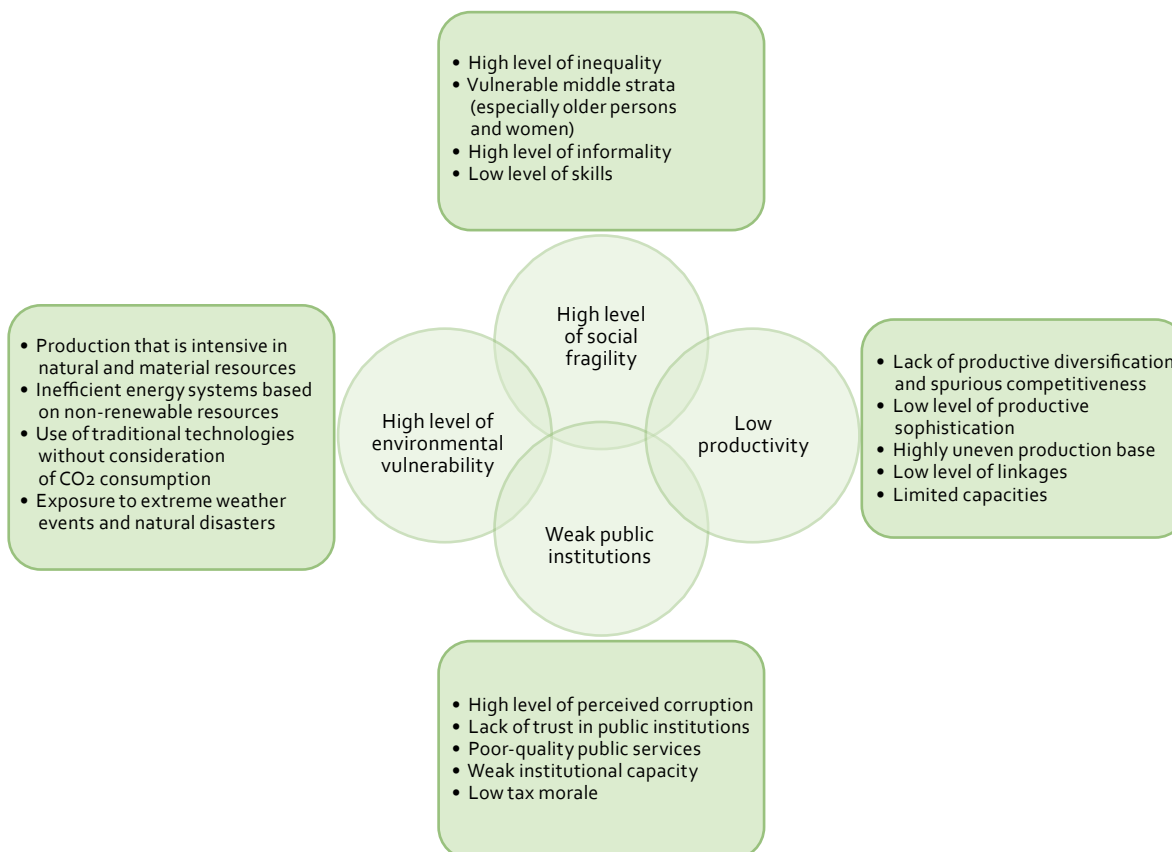 • High level of inequality
• Vulnerable middle strata
(especially older persons
and women)
• High level of informality
• Low level of skills
High level
of social
fragility
• Production that is intensive in
natural and material resources
• Inefficient energy systems based
on non-renewable resources
• Use of traditional technologies
without consideration
of CO2 consumption
• Exposure to extreme weather
events and natural disasters
High level of
environmental
vulnerability
Low
productivity
• Lack of productive diversification
and spurious competitiveness
• Low level of productive
sophistication
• Highly uneven production base
• Low level of linkages
• Limited capacities
Weak public
institutions
• High level of perceived corruption
• Lack of trust in public institutions
• Poor-quality public services
• Weak institutional capacity
• Low tax morale